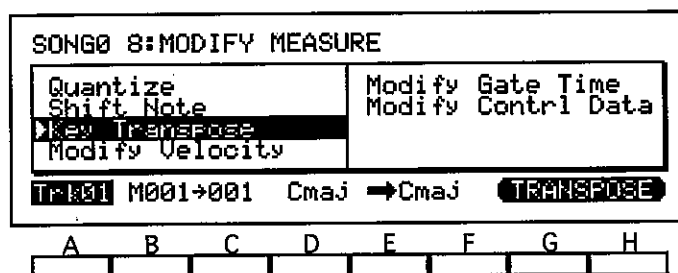 SONG0 8:MODIFY MEASURE
Quantize
Shift Note
Key Transpose
Modify Velocity
Modify Gate Time
Modify Contrl Data
Trk01 M001→001 Cmaj ➡Cmaj TRANSPOSE
A B C D E F G H